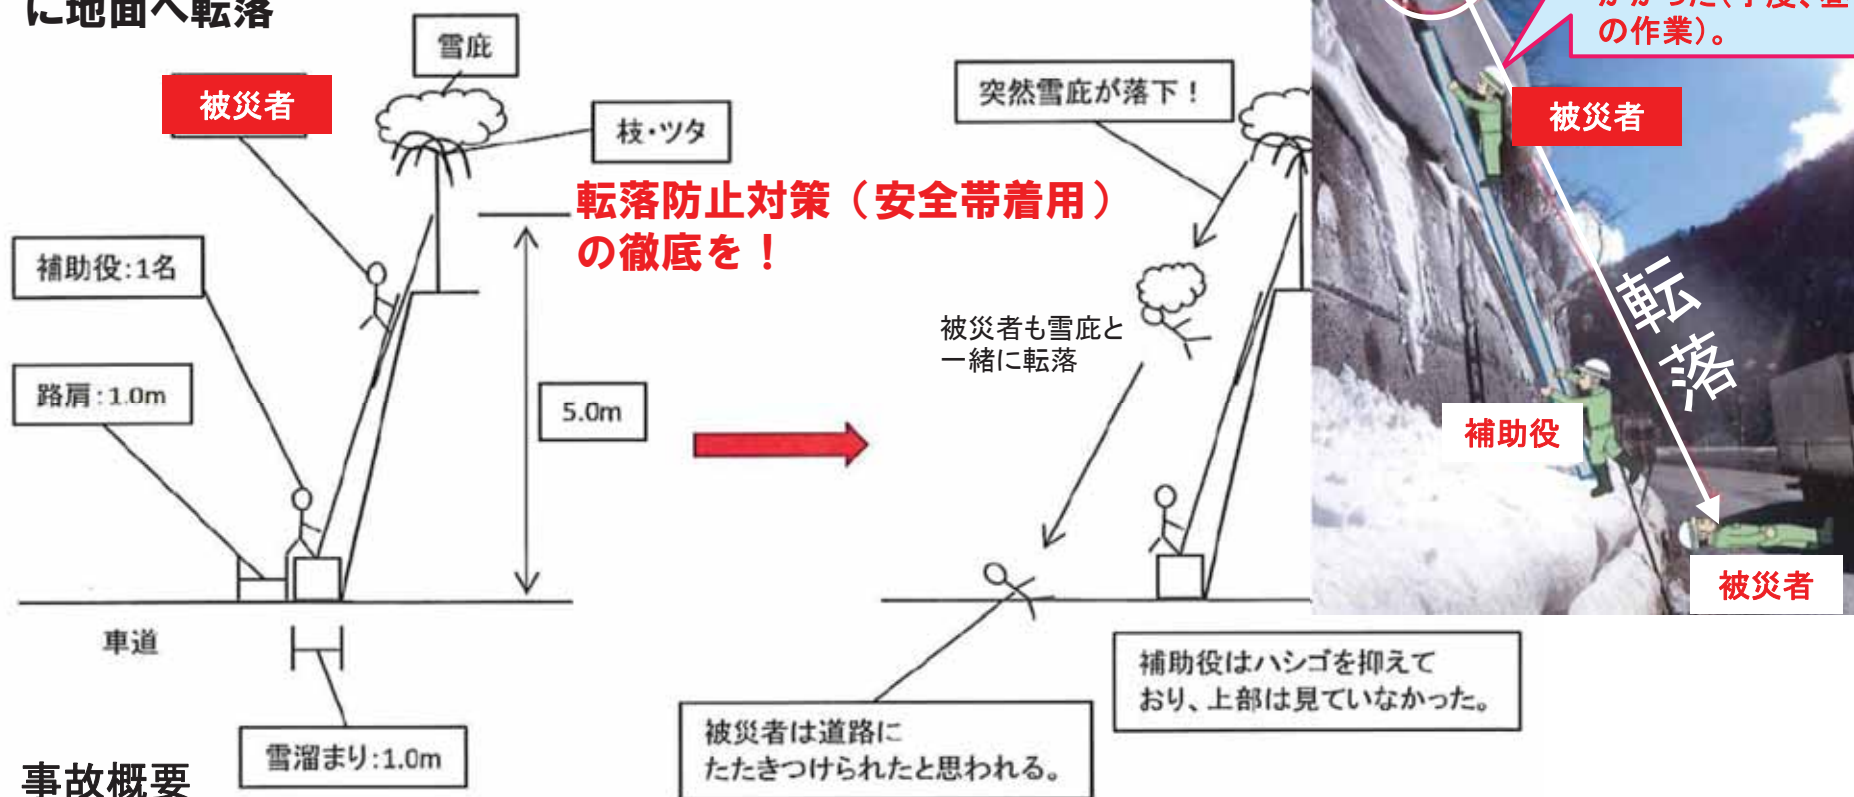 に地面へ転落
雪庇
被災者
枝・ツタ
転落防止対策（安全帯着用）
の徹底を！
補助役:1名
路肩:1.0m
5.0m
車道
雪溜まり:1.0m
事故概要
突然雪庇が落下！
被災者も雪庇と
一緒に転落
被災者は道路に
たたきつけられたと思われる。
補助役はハシゴを抑えて
おり、上部は見ていなかった。
の作業)。
被災者
転落
補助役
被災者